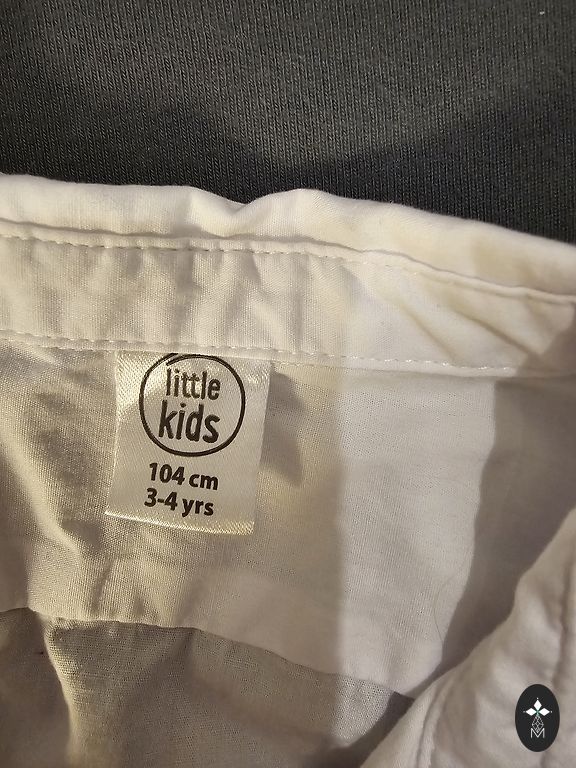 little
kids
104 cm
3-4 yrs
M